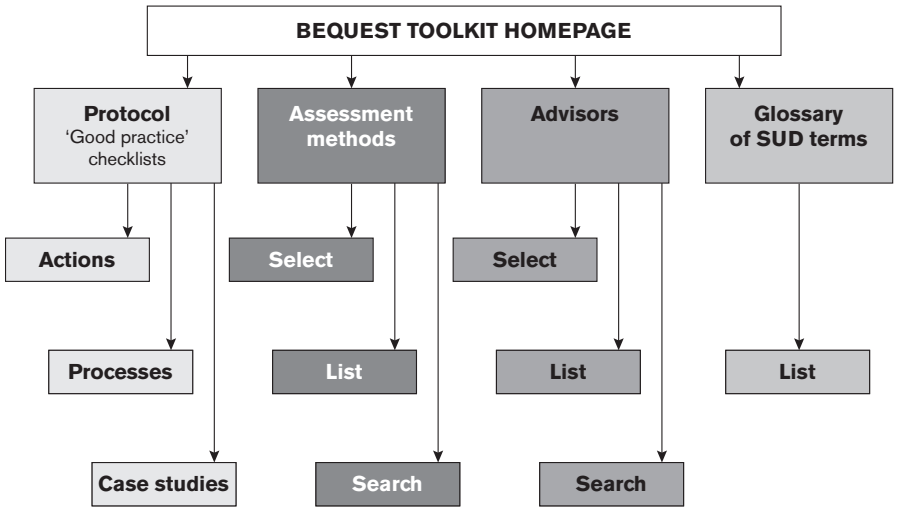 BEQUEST TOOLKIT HOMEPAGE
Protocol
'Good practice'
checklists
Assessment
methods
Advisors
Glossary
of SUD terms
Actions
Select
Select
Processes
List
List
List
Case studies
Search
Search